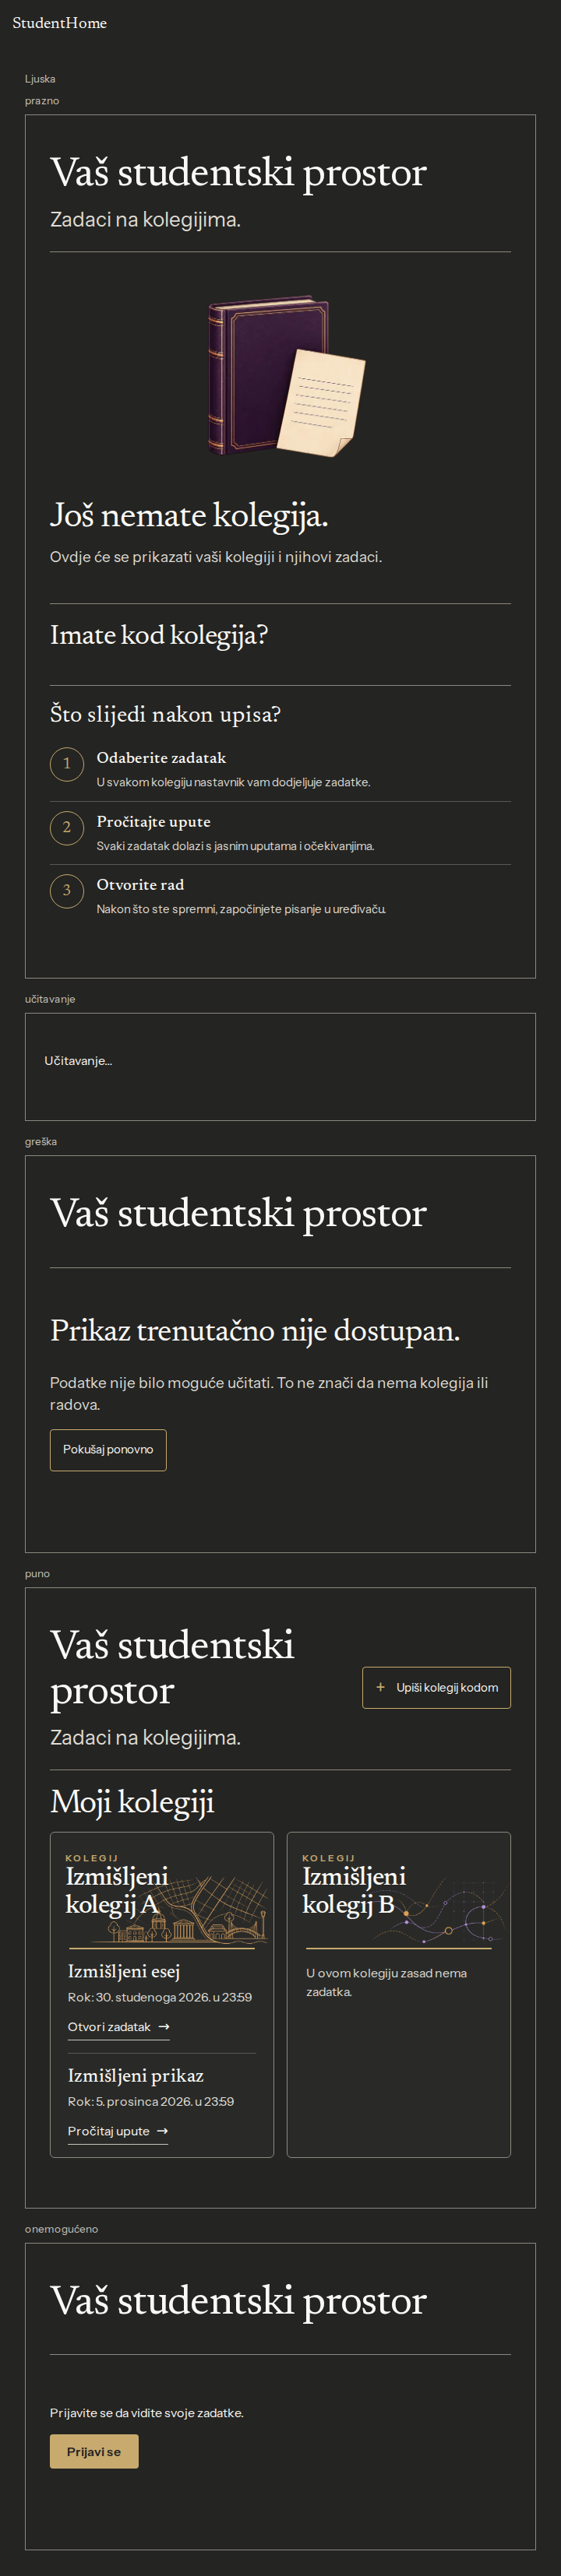 StudentHome
Ljuska
prazno
Vaš studentski prostor
Zadaci na kolegijima.
Još nemate kolegija.
Ovdje će se prikazati vaši kolegiji i njihovi zadaci.
Imate kod kolegija?
Što slijedi nakon upisa?
1
Odaberite zadatak
U svakom kolegiju nastavnik vam dodjeljuje zadatke.
2
Pročitajte upute
Svaki zadatak dolazi s jasnim uputama i očekivanjima.
3
Otvorite rad
Nakon što ste spremni, započinjete pisanje u uređivaču.
učitavanje
Učitavanje…
greška
Vaš studentski prostor
Prikaz trenutačno nije dostupan.
Podatke nije bilo moguće učitati. To ne znači da nema kolegija ili
radova.
Pokušaj ponovno
puno
Vaš studentski
prostor
+ Upiši kolegij kodom
Zadaci na kolegijima.
Moji kolegiji
KOLEGIJ
Izmišljeni
kolegij A
Izmišljeni esej
Rok: 30. studenoga 2026. u 23:59
Otvori zadatak →
Izmišljeni prikaz
Rok: 5. prosinca 2026. u 23:59
Pročitaj upute →
KOLEGIJ
Izmišljeni
kolegij B
U ovom kolegiju zasad nema
zadatka.
onemogućeno
Vaš studentski prostor
Prijavite se da vidite svoje zadatke.
Prijavi se